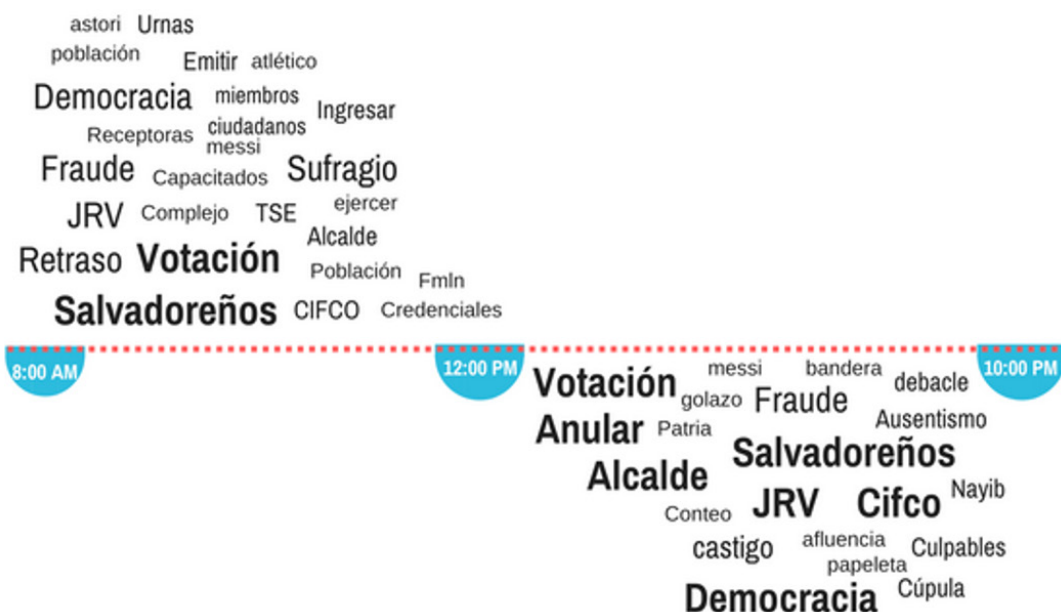 astori Urnas
población
Emitir atlético
Democracia miembros
Ingresar
Receptoras ciudadanos
messi
Fraude Capacitados Sufragio
ejercer
JRV Complejo TSE
Alcalde
Retraso Votación
Población
Fmln
Salvadoreños CIFCO Credenciales
8:00 AM 12:00 PM 10:00 PM
messi bandera
Votación debacle
golazo Fraude
Ausentismo
Anular Patria
Salvadoreños
Alcalde
Nayib
JRV Cifco
Conteo
afluencia
castigo Culpables
papeleta
Cúpula
Democracia